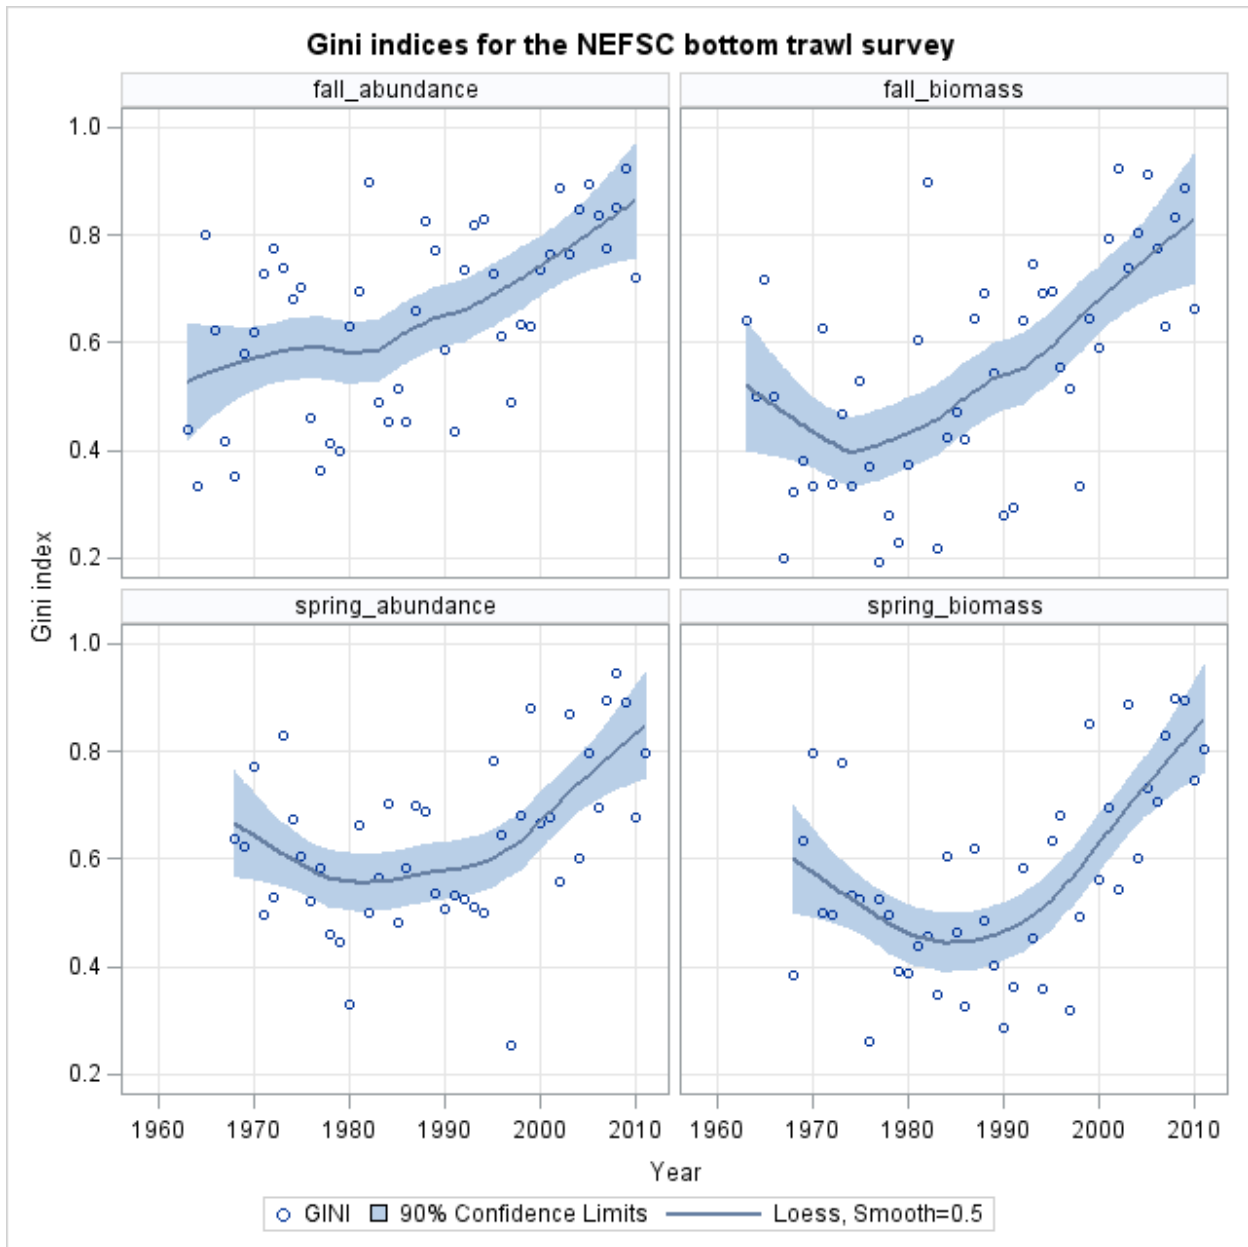 Gini indices for the NEFSC bottom trawl survey
fall_abundance
fall_biomass
1.0
0.8
0.6
0.4
0.2
Gini index
spring_abundance
spring_biomass
1.0
0.8
0.6
0.4
0.2
1960 1970 1980 1990 2000 2010 1960 1970 1980 1990 2000 2010
Year
GINI 90% Confidence Limits Loess, Smooth=0.5